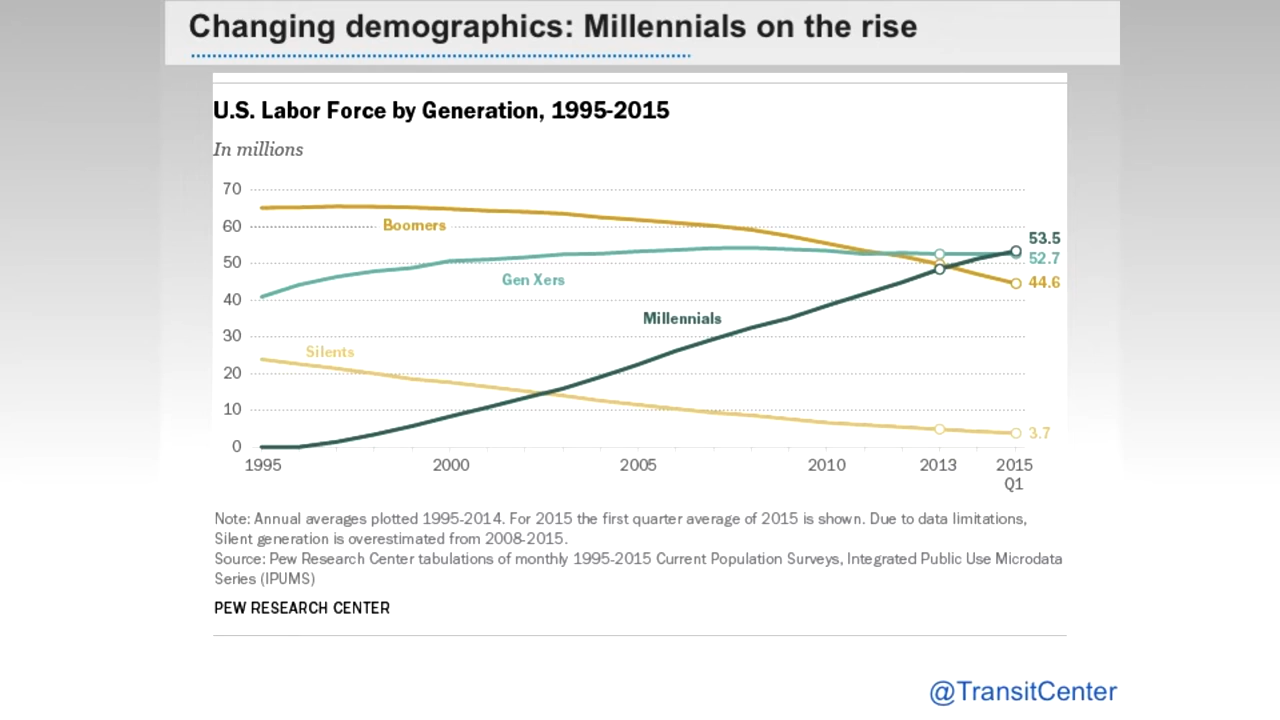 Changing demographics: Millennials on the rise
U.S. Labor Force by Generation, 1995-2015
In millions
70
60
50
40
30
20
10
0
Boomers
Gen Xers
Millennials
Silents
53.5
52.7
44.6
3.7
1995
2000
2005
2010
2013
2015
Q1
Note: Annual averages plotted 1995-2014. For 2015 the first quarter average of 2015 is shown. Due to data limitations,
Silent generation is overestimated from 2008-2015.
Source: Pew Research Center tabulations of monthly 1995-2015 Current Population Surveys, Integrated Public Use Microdata
Series (IPUMS)
PEW RESEARCH CENTER
@TransitCenter